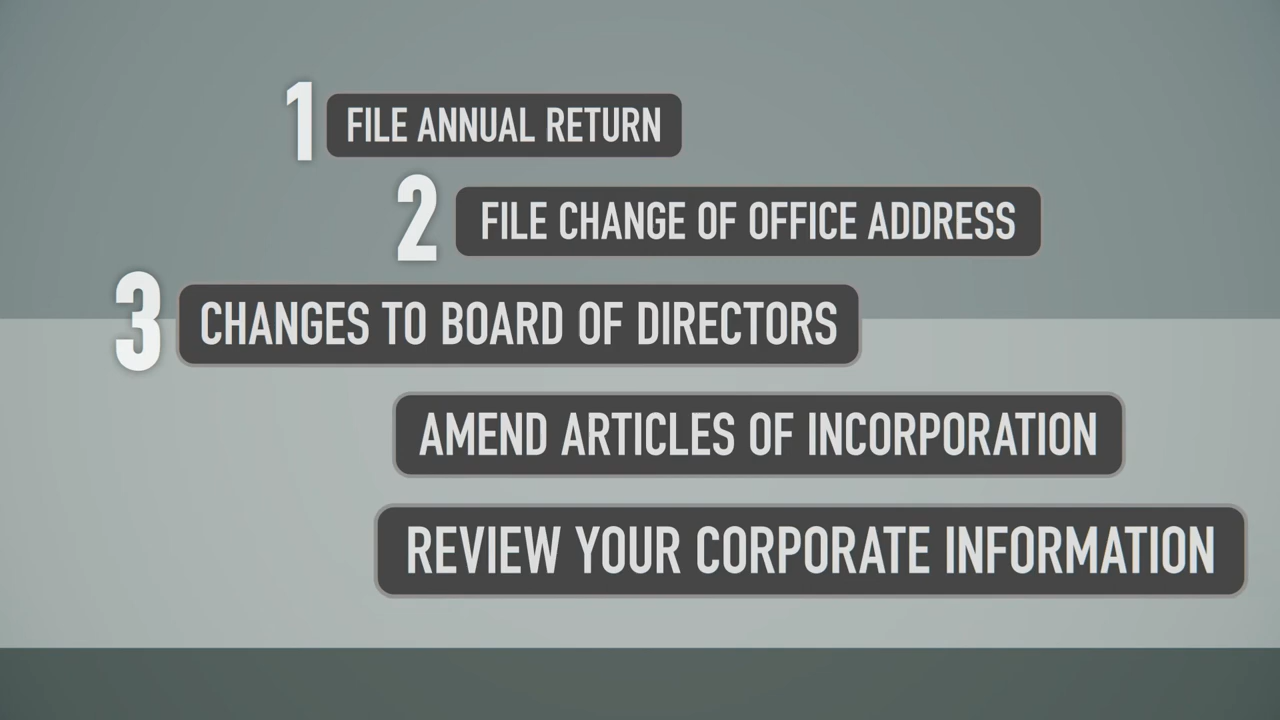 1 FILE ANNUAL RETURN
2 FILE CHANGE OF OFFICE ADDRESS
3 CHANGES TO BOARD OF DIRECTORS
AMEND ARTICLES OF INCORPORATION
REVIEW YOUR CORPORATE INFORMATION